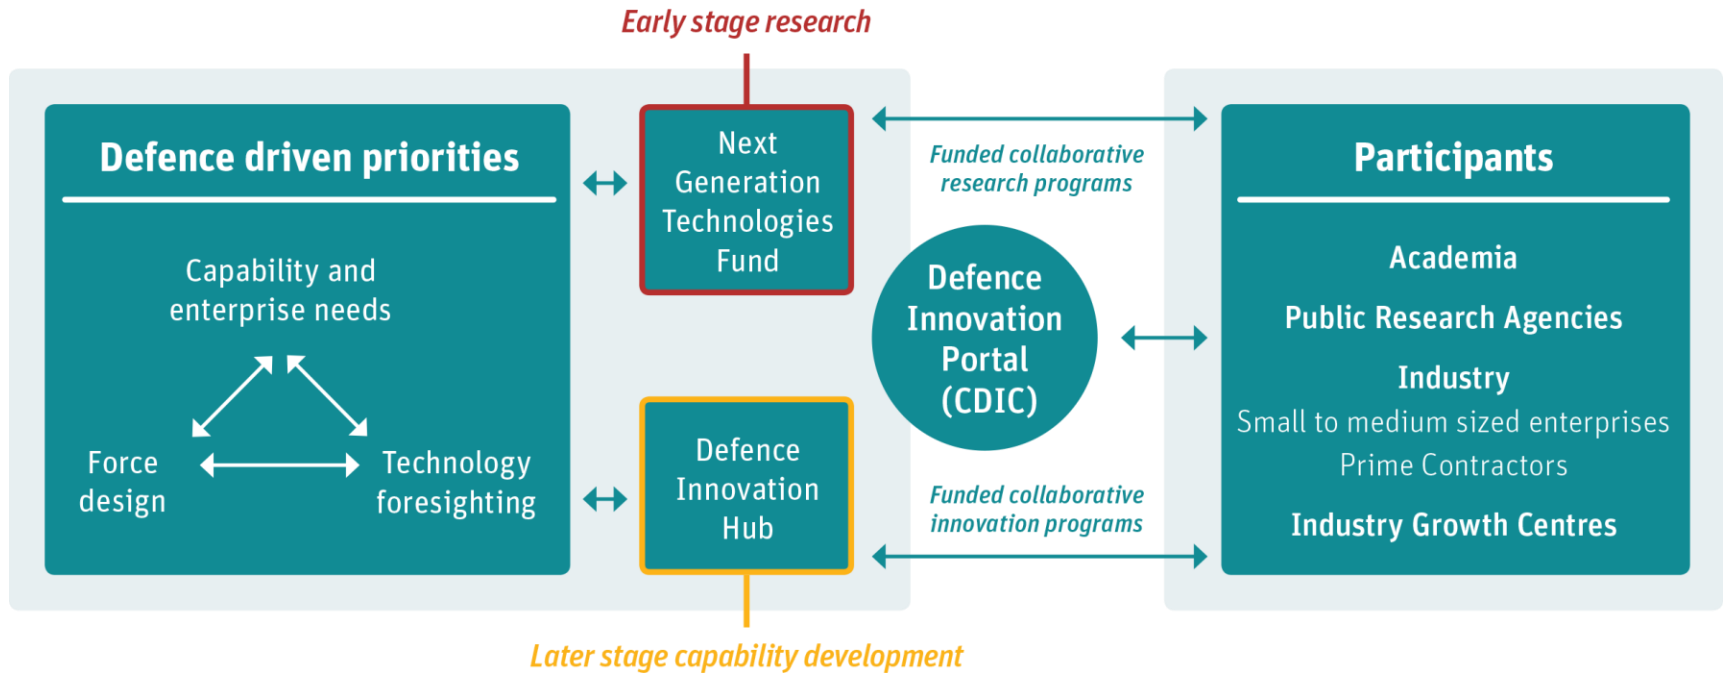 Early stage research
Defence driven priorities
Capability and
enterprise needs
Force
design
Technology
foresighting
Next
Generation
Technologies
Fund
Defence
Innovation
Hub
Later stage capability development
Funded collaborative
research programs
Defence
Innovation
Portal
(CDIC)
Funded collaborative
innovation programs
Participants
Academia
Public Research Agencies
Industry
Small to medium sized enterprises
Prime Contractors
Industry Growth Centres